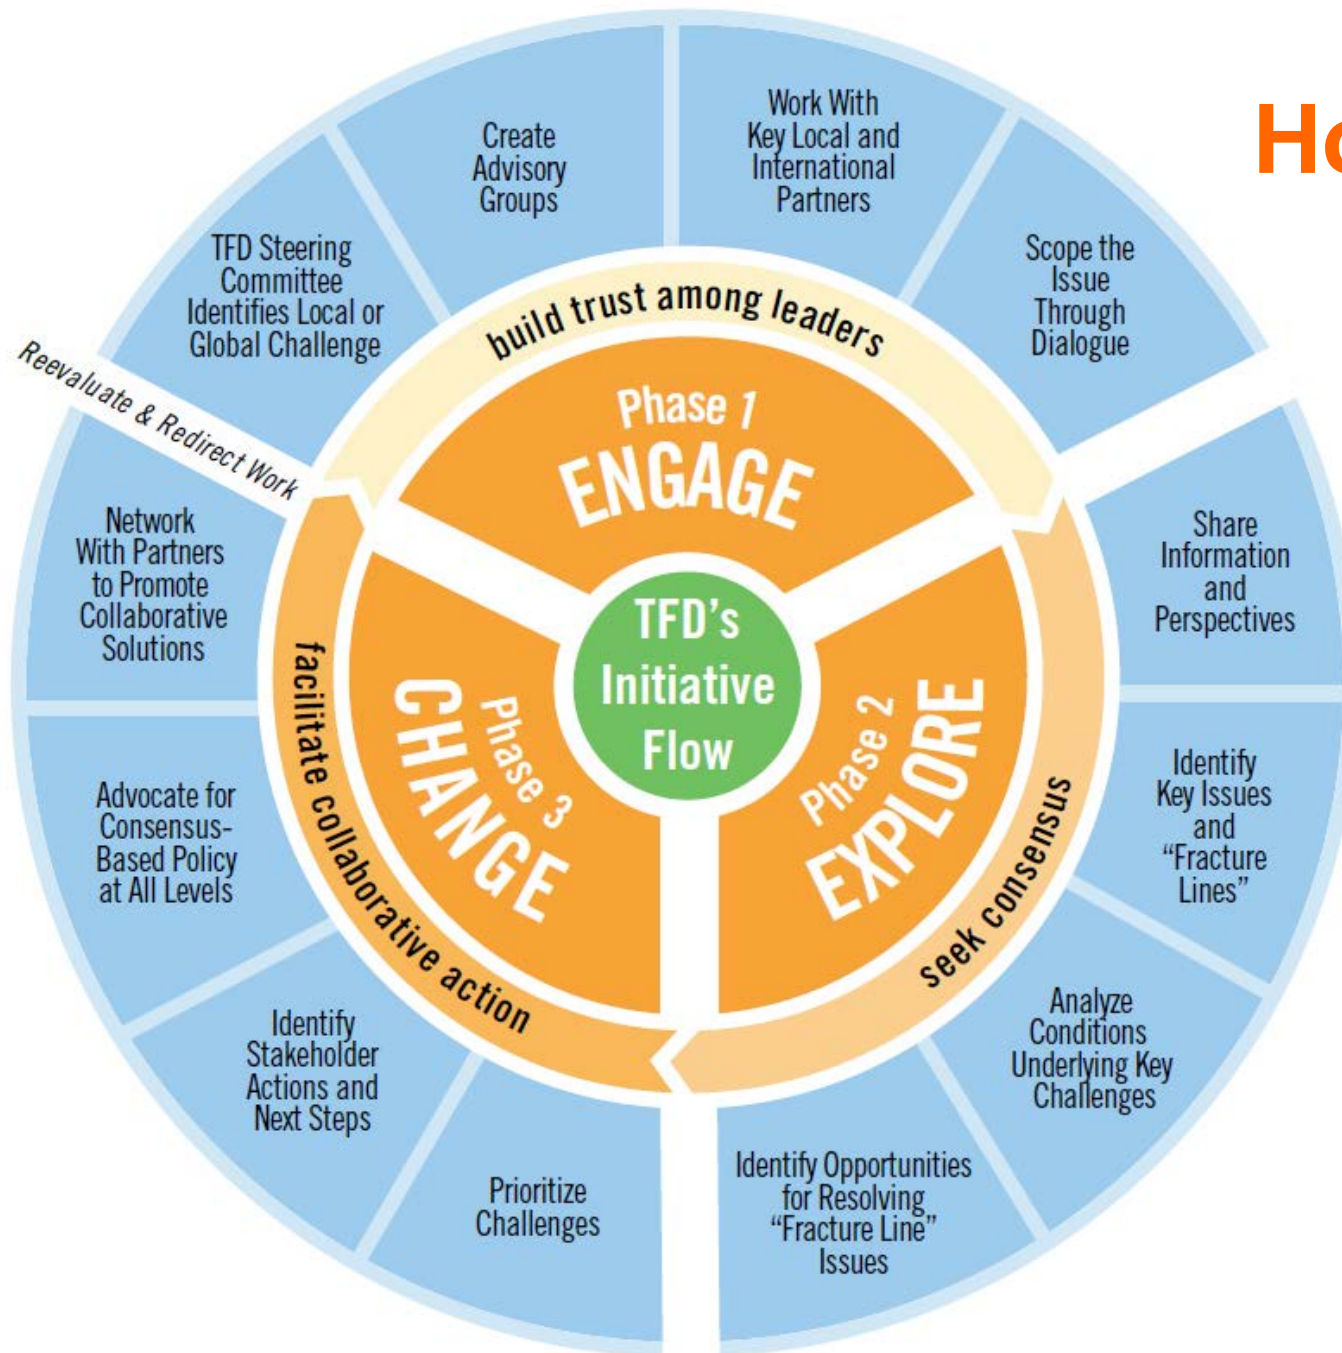 Ho
Work With
Key Local and
International
Partners
Create
Advisory
Groups
Scope the
Issue
Through
Dialogue
TFD Steering
Committee
Identifies Local or
Global Challenge
build trust among leaders
Reevaluate & Redirect Work
Phase 1
ENGAGE
Share
Information
and
Perspectives
Network
With Partners
to Promote
Collaborative
Solutions
TFD's
Initiative
Flow
Phase 2
EXPLORE
Phase 3
CHANGE
facilitate collaborative action
seek consensus
Identify
Key Issues
and
“Fracture
Lines”
Advocate for
Consensus-
Based Policy
at All Levels
Analyze
Conditions
Underlying Key
Challenges
Identify
Stakeholder
Actions and
Next Steps
Identify Opportunities
for Resolving
“Fracture Line”
Issues
Prioritize
Challenges